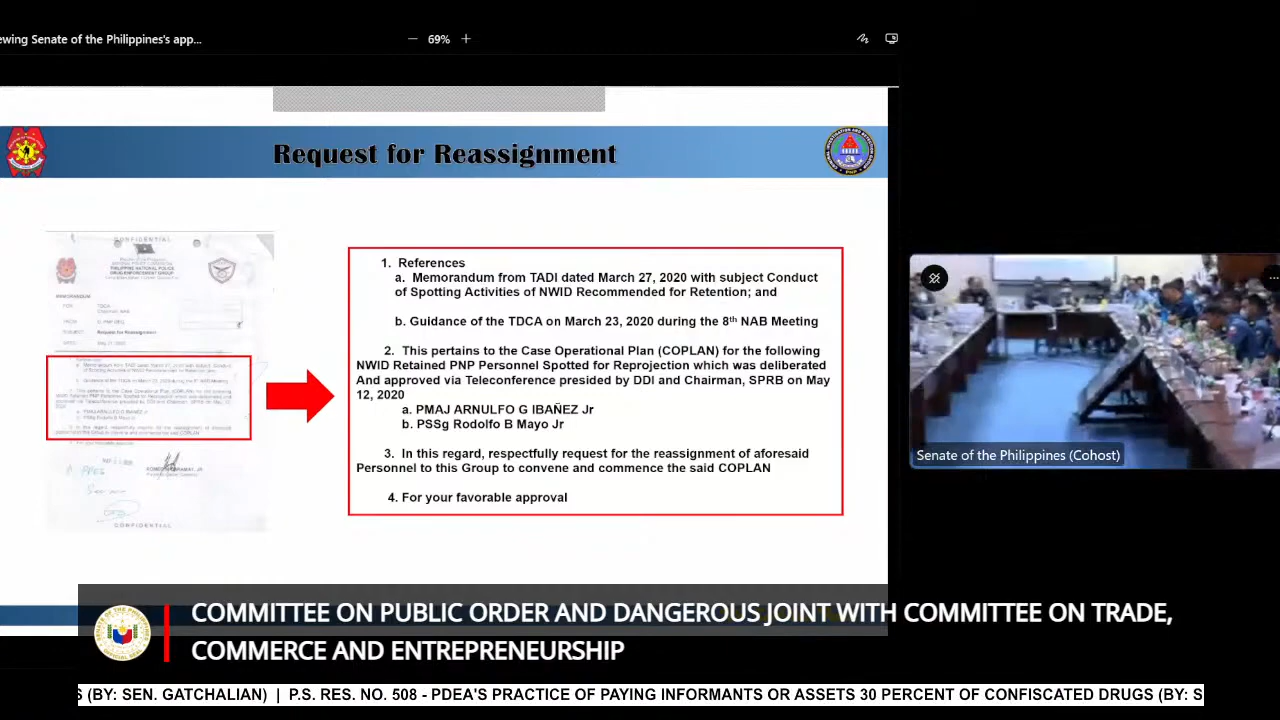 ewing Senate of the Philippines's app...
69%
Request for Reassignment
CONFIDENTIAL
PHILIPPINE NATIONAL POLICE
DRUG ENFORCEMENT GROUP
MEMORANDUM
Request for Reassignment
CONFIDENTIAL
1. References
a. Memorandum from TADI dated March 27, 2020 with subject Conduct
of Spotting Activities of NWID Recommended for Retention; and
b. Guidance of the TDCA on March 23, 2020 during the 8th NAB Meeting
2. This pertains to the Case Operational Plan (COPLAN) for the following
NWID Retained PNP Personnel Spotted for Reprojection which was deliberated
And approved via Teleconference presided by DDI and Chairman, SPRB on May
12, 2020
a. PMAJ ARNULFO G IBAÑEZ Jr
b. PSSg Rodolfo B Mayo Jr
3. In this regard, respectfully request for the reassignment of aforesaid
Personnel to this Group to convene and commence the said COPLAN
4. For your favorable approval
Senate of the Philippines (Cohost)
COMMITTEE ON PUBLIC ORDER AND DANGEROUS JOINT WITH COMMITTEE ON TRADE,
COMMERCE AND ENTREPRENEURSHIP
S (BY: SEN. GATCHALIAN) | P.S. RES. NO. 508 - PDEA'S PRACTICE OF PAYING INFORMANTS OR ASSETS 30 PERCENT OF CONFISCATED DRUGS (BY: S